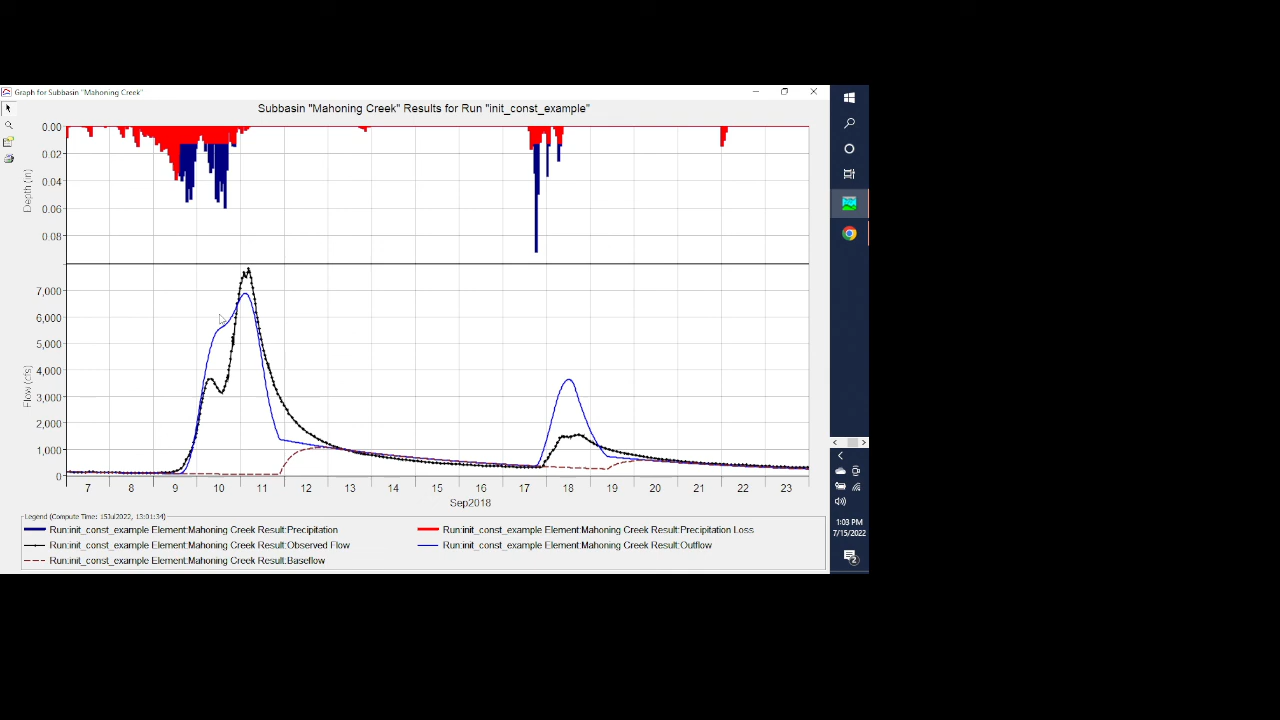 Graph for Subbasin "Mahoning Creek"
Subbasin "Mahoning Creek" Results for Run "init_const_example"
0.00
0.02
0.04
0.06
0.08
Depth (in)
7,000
6,000
5,000
4,000
3,000
2,000
1,000
0
Flow (cfs)
7 8 9 10 11 12 13 14 15 16 17 18 19 20 21 22 23
Sep2018
Legend (Compute Time: 15Jul2022, 13:01:34)
Run:init_const_example Element:Mahoning Creek Result:Precipitation
Run:init_const_example Element:Mahoning Creek Result:Precipitation Loss
Run:init_const_example Element:Mahoning Creek Result:Observed Flow
Run:init_const_example Element:Mahoning Creek Result:Outflow
Run:init_const_example Element:Mahoning Creek Result:Baseflow
1:03 PM
7/15/2022
2